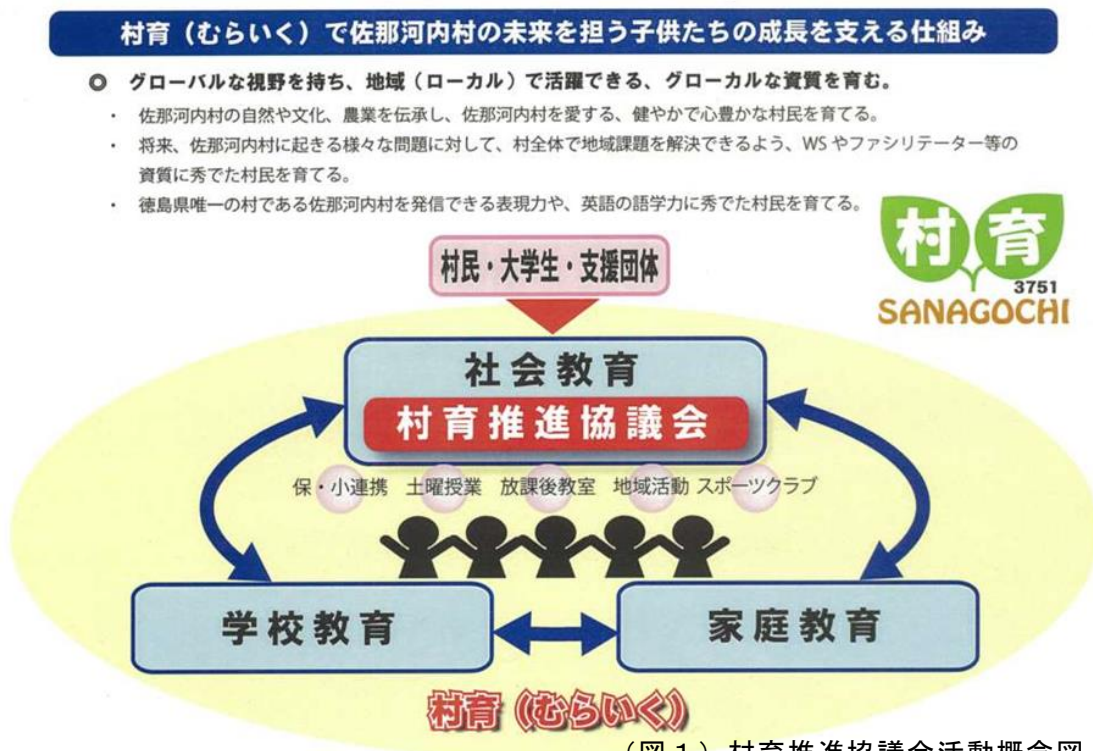 村育（むらいく）で佐那河内村の未来を担う子供たちの成長を支える仕組み
◎ グローバルな視野を持ち、地域（ローカル）で活躍できる、グローカルな資質を育む。
・ 佐那河内村の自然や文化、農業を伝承し、佐那河内村を愛する、健やかで心豊かな村民を育てる。
・ 将来、佐那河内村に起きる様々な問題に対して、村全体で地域課題を解決できるよう、WSやファシリテーター等の
資質に秀でた村民を育てる。
・ 徳島県唯一の村である佐那河内村を発信できる表現力や、英語の語学力に秀でた村民を育てる。
村育
3751
SANAGOCHI
村民・大学生・支援団体
社会教育
村育推進協議会
保・小連携 土曜授業 放課後教室 地域活動 スポーツクラブ
学校教育
家庭教育
村育（むらいく）
（図１）村育推進協議会活動概念図